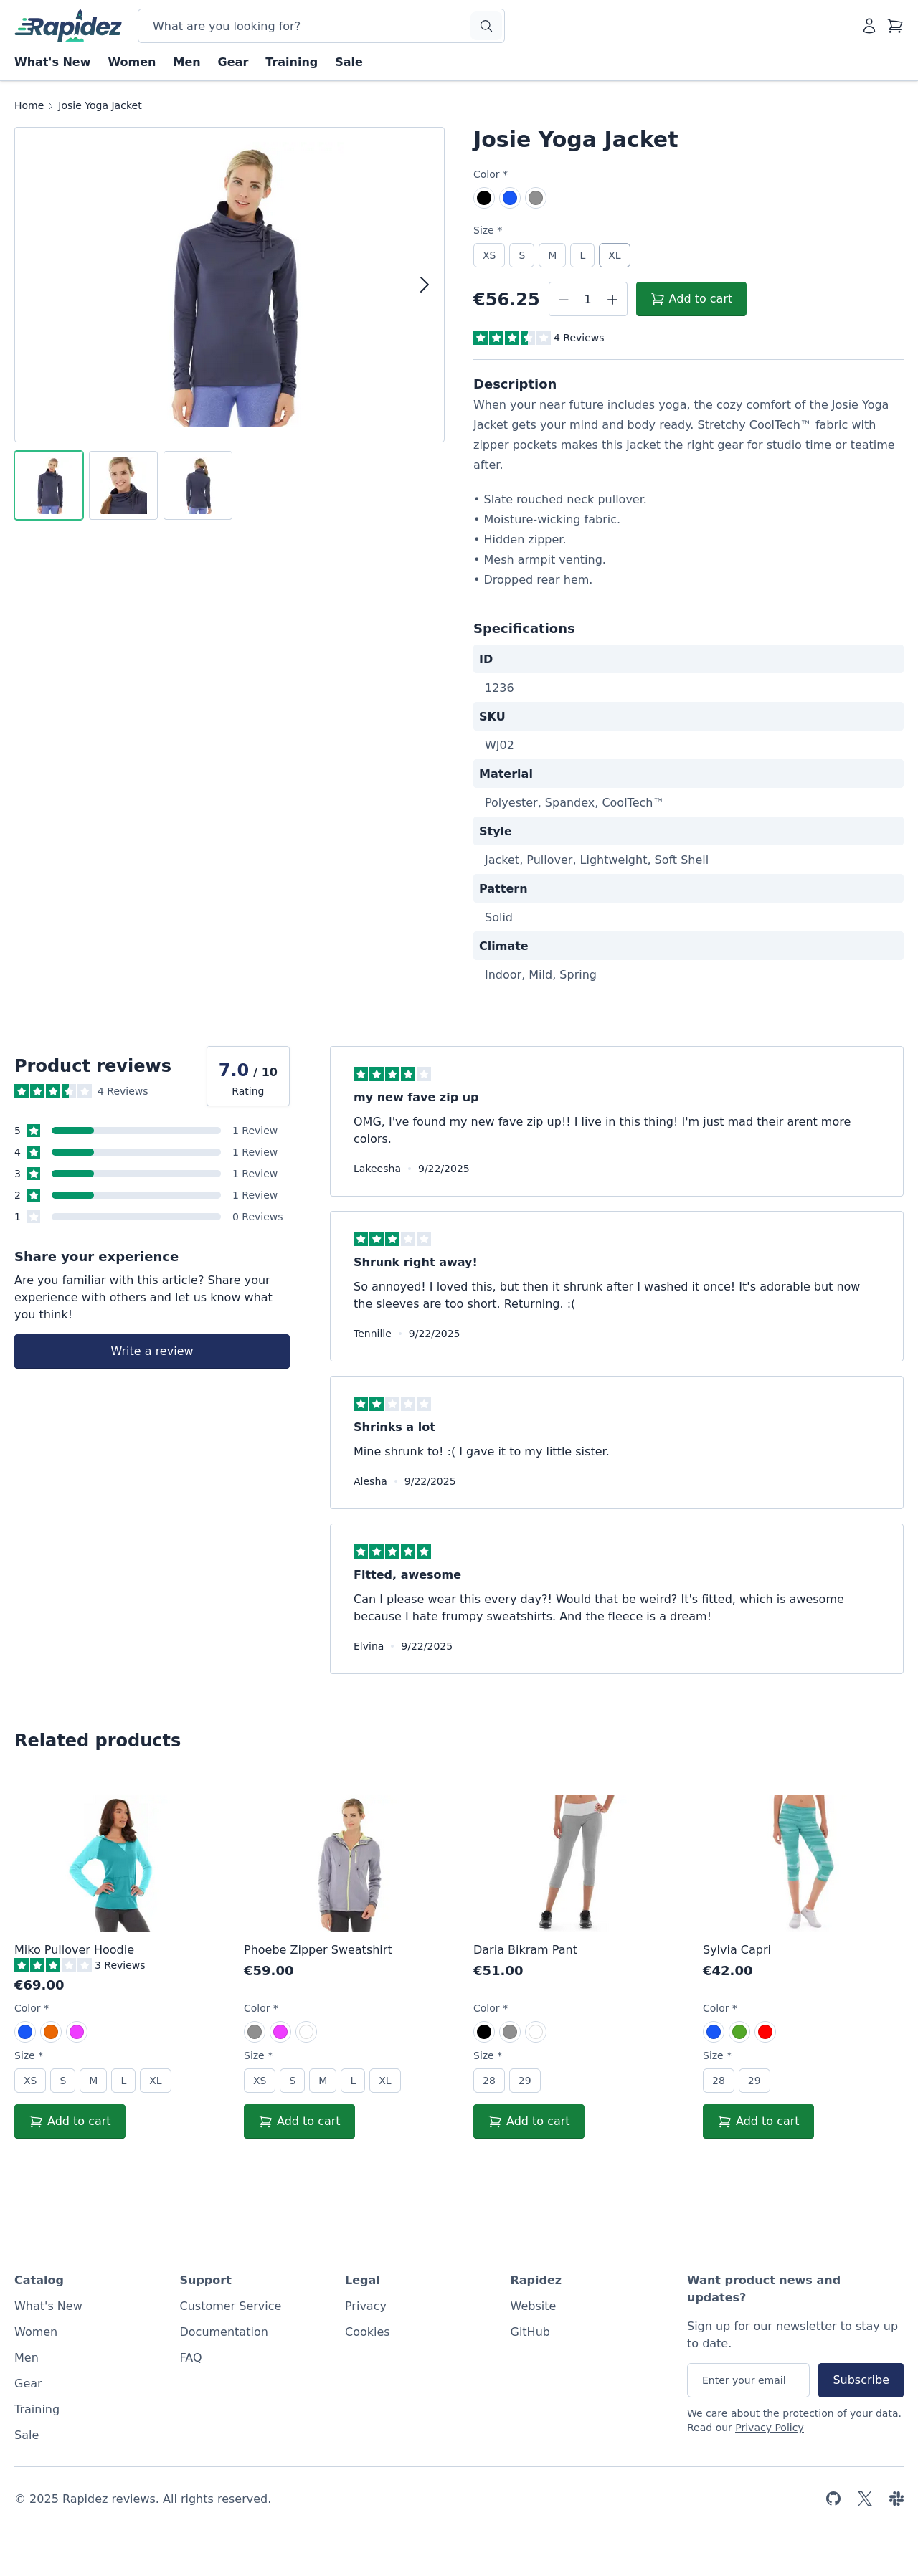 Rapidez
What are you looking for?
What's New Women Men Gear Training Sale
Home Josie Yoga Jacket
Josie Yoga Jacket
Color *
Size *
XS S M L XL
€56.25 1 Add to cart
4 Reviews
Description
When your near future includes yoga, the cozy comfort of the Josie Yoga
Jacket gets your mind and body ready. Stretchy CoolTech™ fabric with
zipper pockets makes this jacket the right gear for studio time or teatime
after.
• Slate rouched neck pullover.
• Moisture-wicking fabric.
• Hidden zipper.
• Mesh armpit venting.
• Dropped rear hem.
Specifications
ID
1236
SKU
WJ02
Material
Polyester, Spandex, CoolTech™
Style
Jacket, Pullover, Lightweight, Soft Shell
Pattern
Solid
Climate
Indoor, Mild, Spring
Product reviews
4 Reviews
7.0 / 10
Rating
5 1 Review
4 1 Review
3 1 Review
2 1 Review
1 0 Reviews
Share your experience
Are you familiar with this article? Share your
experience with others and let us know what
you think!
Write a review
my new fave zip up
OMG, I've found my new fave zip up!! I live in this thing! I'm just mad their arent more
colors.
Lakeesha • 9/22/2025
Shrunk right away!
So annoyed! I loved this, but then it shrunk after I washed it once! It's adorable but now
the sleeves are too short. Returning. :(
Tennille • 9/22/2025
Shrinks a lot
Mine shrunk to! :( I gave it to my little sister.
Alesha • 9/22/2025
Fitted, awesome
Can I please wear this every day?! Would that be weird? It's fitted, which is awesome
because I hate frumpy sweatshirts. And the fleece is a dream!
Elvina • 9/22/2025
Related products
Miko Pullover Hoodie
3 Reviews
€69.00
Color *
Size *
XS S M L XL
Add to cart
Phoebe Zipper Sweatshirt
€59.00
Color *
Size *
XS S M L XL
Add to cart
Daria Bikram Pant
€51.00
Color *
Size *
28 29
Add to cart
Sylvia Capri
€42.00
Color *
Size *
28 29
Add to cart
Catalog
What's New
Women
Men
Gear
Training
Sale
Support
Customer Service
Documentation
FAQ
Legal
Privacy
Cookies
Rapidez
Website
GitHub
Want product news and
updates?
Sign up for our newsletter to stay up
to date.
Enter your email Subscribe
We care about the protection of your data.
Read our Privacy Policy
© 2025 Rapidez reviews. All rights reserved.